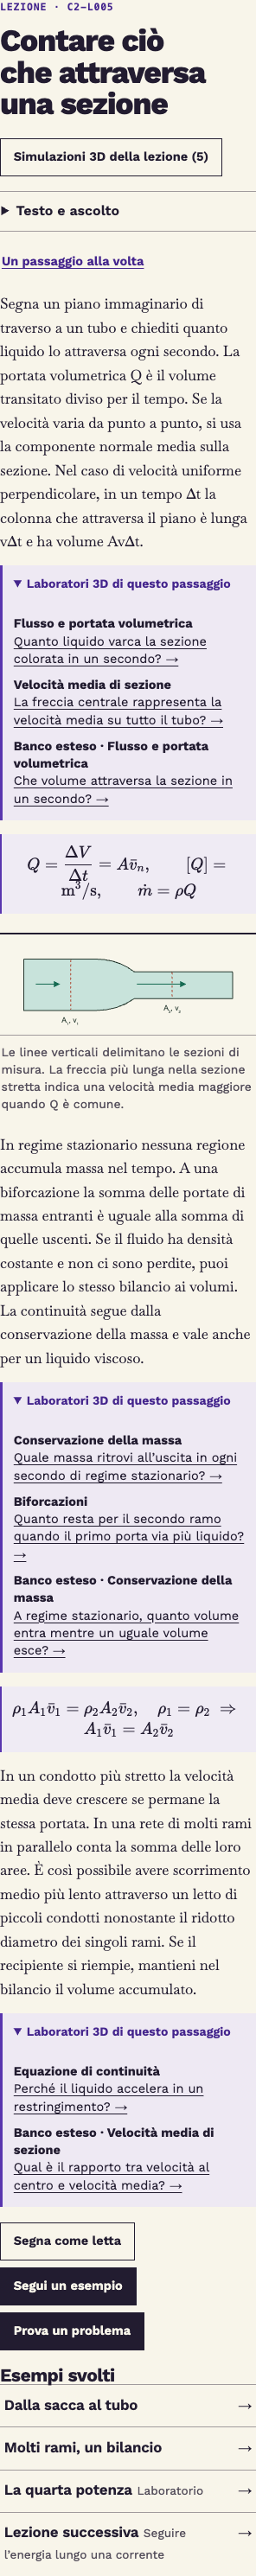 LEZIONE · C2–L005
Contare ciò
che attraversa
una sezione
Simulazioni 3D della lezione (5)
▶ Testo e ascolto
Un passaggio alla volta
Segna un piano immaginario di
traverso a un tubo e chiediti quanto
liquido lo attraversa ogni secondo. La
portata volumetrica Q è il volume
transitato diviso per il tempo. Se la
velocità varia da punto a punto, si usa
la componente normale media sulla
sezione. Nel caso di velocità uniforme
perpendicolare, in un tempo Δt la
colonna che attraversa il piano è lunga
vΔt e ha volume AvΔt.
▼ Laboratori 3D di questo passaggio
Flusso e portata volumetrica
Quanto liquido varca la sezione
colorata in un secondo? →
Velocità media di sezione
La freccia centrale rappresenta la
velocità media su tutto il tubo? →
Banco esteso · Flusso e portata
volumetrica
Che volume attraversa la sezione in
un secondo? →
Q = ΔV/Δt = Av̄ₙ, [Q] =
m³/s, ṁ = ρQ
A₁, v₁ A₂, v₂
Le linee verticali delimitano le sezioni di
misura. La freccia più lunga nella sezione
stretta indica una velocità media maggiore
quando Q è comune.
In regime stazionario nessuna regione
accumula massa nel tempo. A una
biforcazione la somma delle portate di
massa entranti è uguale alla somma di
quelle uscenti. Se il fluido ha densità
costante e non ci sono perdite, puoi
applicare lo stesso bilancio ai volumi.
La continuità segue dalla
conservazione della massa e vale anche
per un liquido viscoso.
▼ Laboratori 3D di questo passaggio
Conservazione della massa
Quale massa ritrovi all’uscita in ogni
secondo di regime stazionario? →
Biforcazioni
Quanto resta per il secondo ramo
quando il primo porta via più liquido?
→
Banco esteso · Conservazione della
massa
A regime stazionario, quanto volume
entra mentre un uguale volume
esce? →
ρ₁A₁v̄₁ = ρ₂A₂v̄₂, ρ₁ = ρ₂ ⇒
A₁v̄₁ = A₂v̄₂
In un condotto più stretto la velocità
media deve crescere se permane la
stessa portata. In una rete di molti rami
in parallelo conta la somma delle loro
aree. È così possibile avere scorrimento
medio più lento attraverso un letto di
piccoli condotti nonostante il ridotto
diametro dei singoli rami. Se il
recipiente si riempie, mantieni nel
bilancio il volume accumulato.
▼ Laboratori 3D di questo passaggio
Equazione di continuità
Perché il liquido accelera in un
restringimento? →
Banco esteso · Velocità media di
sezione
Qual è il rapporto tra velocità al
centro e velocità media? →
Segna come letta
Segui un esempio
Prova un problema
Esempi svolti
Dalla sacca al tubo →
Molti rami, un bilancio →
La quarta potenza Laboratorio →
Lezione successiva Seguire →
l’energia lungo una corrente